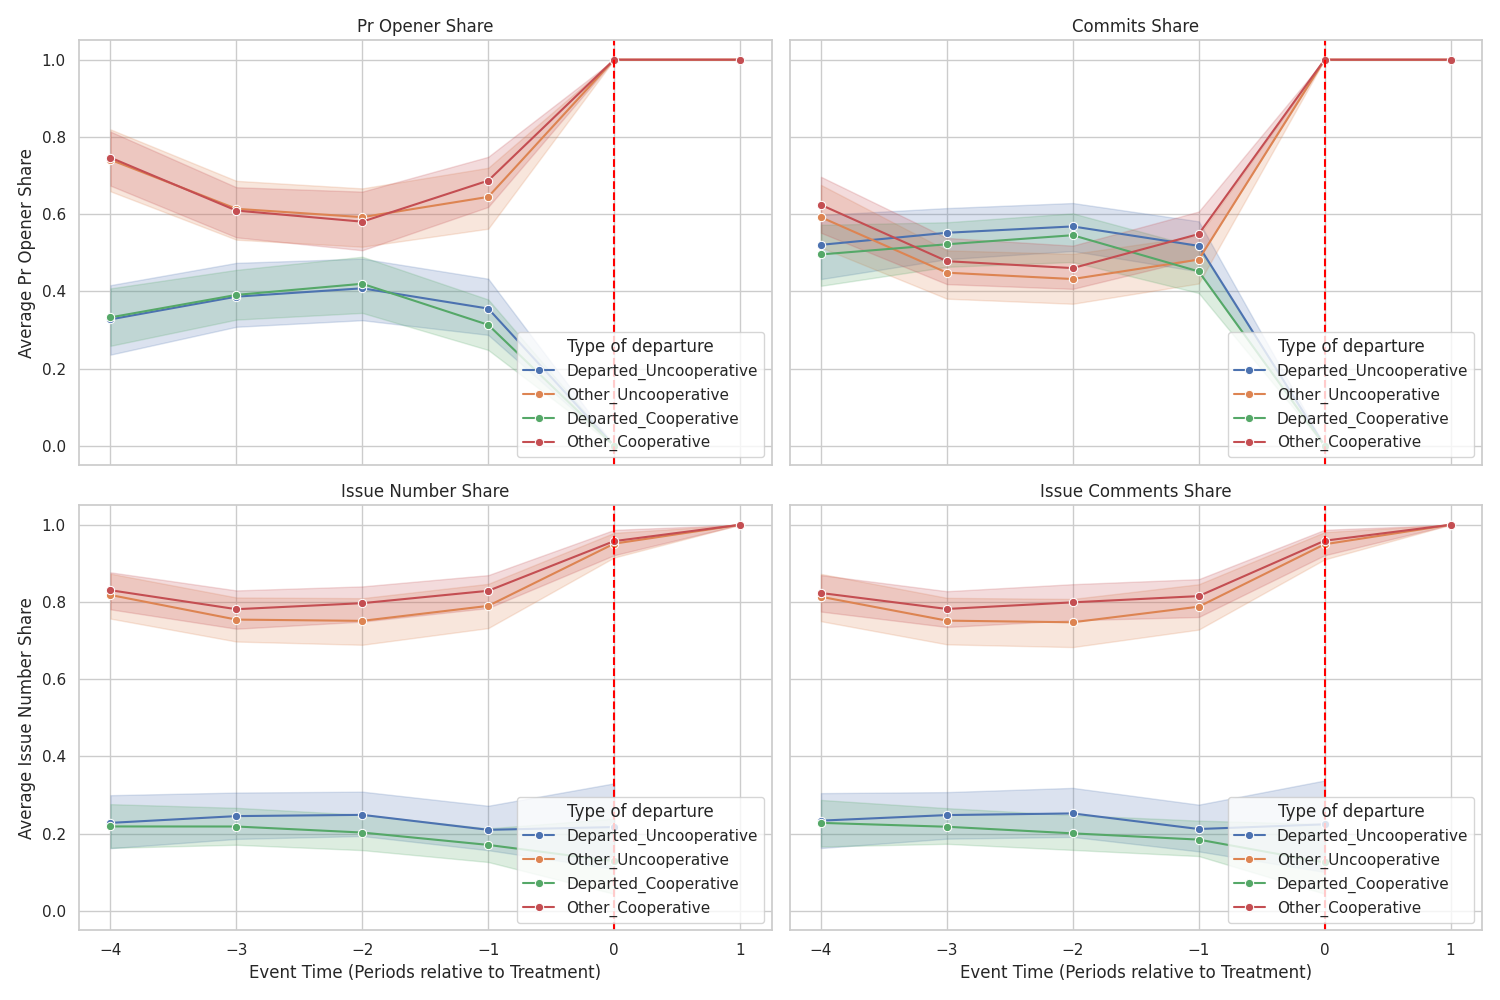 Pr Opener Share
Commits Share
Average Pr Opener Share
1.0
0.8
0.6
0.4
0.2
0.0
Type of departure
Departed_Uncooperative
Other_Uncooperative
Departed_Cooperative
Other_Cooperative
Type of departure
Departed_Uncooperative
Other_Uncooperative
Departed_Cooperative
Other_Cooperative
Issue Number Share
Issue Comments Share
Average Issue Number Share
1.0
0.8
0.6
0.4
0.2
0.0
Type of departure
Departed_Uncooperative
Other_Uncooperative
Departed_Cooperative
Other_Cooperative
Type of departure
Departed_Uncooperative
Other_Uncooperative
Departed_Cooperative
Other_Cooperative
−4 −3 −2 −1 0 1
−4 −3 −2 −1 0 1
Event Time (Periods relative to Treatment)
Event Time (Periods relative to Treatment)